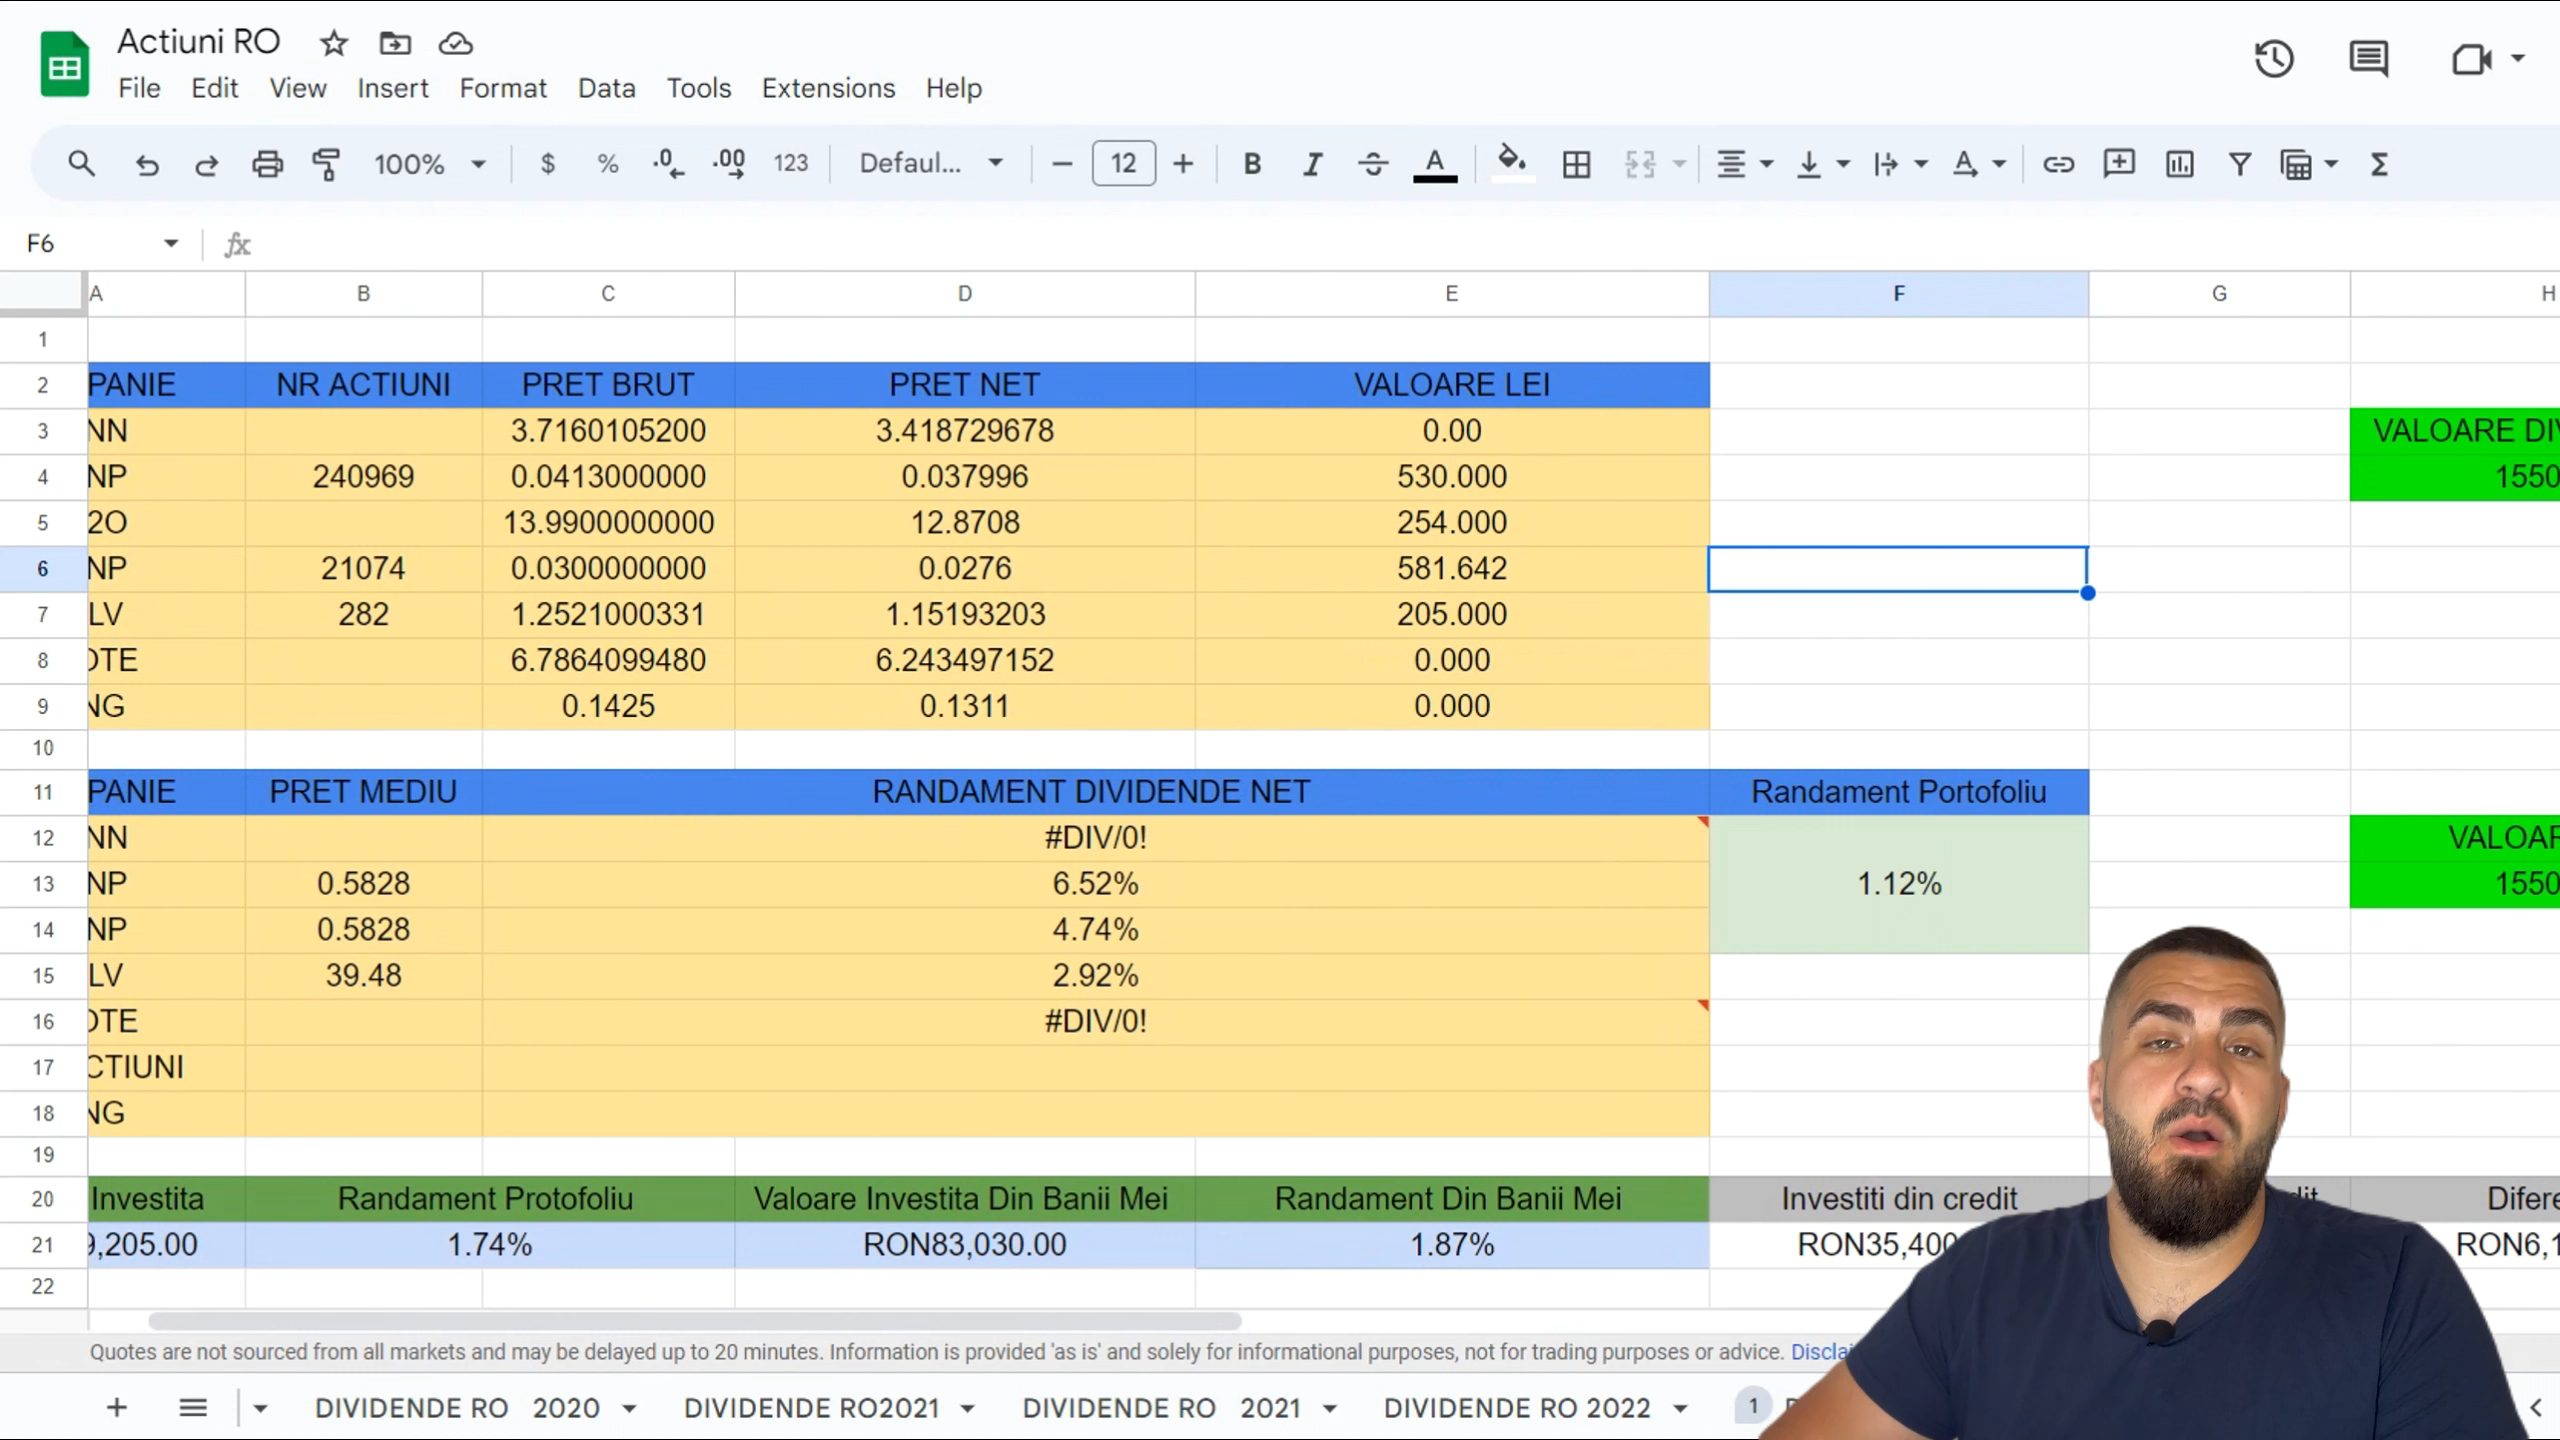 Actiuni RO
File Edit View Insert Format Data Tools Extensions Help
100% $ % .0 .00 123 Defaul... 12 B I A A Σ
F6 fx
A B C D E F G H
1
2 PANIE NR ACTIUNI PRET BRUT PRET NET VALOARE LEI
3 NN 3.7160105200 3.418729678 0.00 VALOARE DIV
4 NP 240969 0.0413000000 0.037996 530.000 1550
5 2O 13.9900000000 12.8708 254.000
6 NP 21074 0.0300000000 0.0276 581.642
7 LV 282 1.2521000331 1.15193203 205.000
8 OTE 6.7864099480 6.243497152 0.000
9 NG 0.1425 0.1311 0.000
10
11 PANIE PRET MEDIU RANDAMENT DIVIDENDE NET Randament Portofoliu
12 NN #DIV/0! VALOAR
13 NP 0.5828 6.52% 1.12% 1550
14 NP 0.5828 4.74%
15 LV 39.48 2.92%
16 OTE #DIV/0!
17 CTIUNI
18 NG
19
20 Investita Randament Protofoliu Valoare Investita Din Banii Mei Randament Din Banii Mei Investiti din credit dit Difere
21 9,205.00 1.74% RON83,030.00 1.87% RON35,400 RON6,1
22
Quotes are not sourced from all markets and may be delayed up to 20 minutes. Information is provided 'as is' and solely for informational purposes, not for trading purposes or advice. Disclai
DIVIDENDE RO 2020 DIVIDENDE RO2021 DIVIDENDE RO 2021 DIVIDENDE RO 2022 1